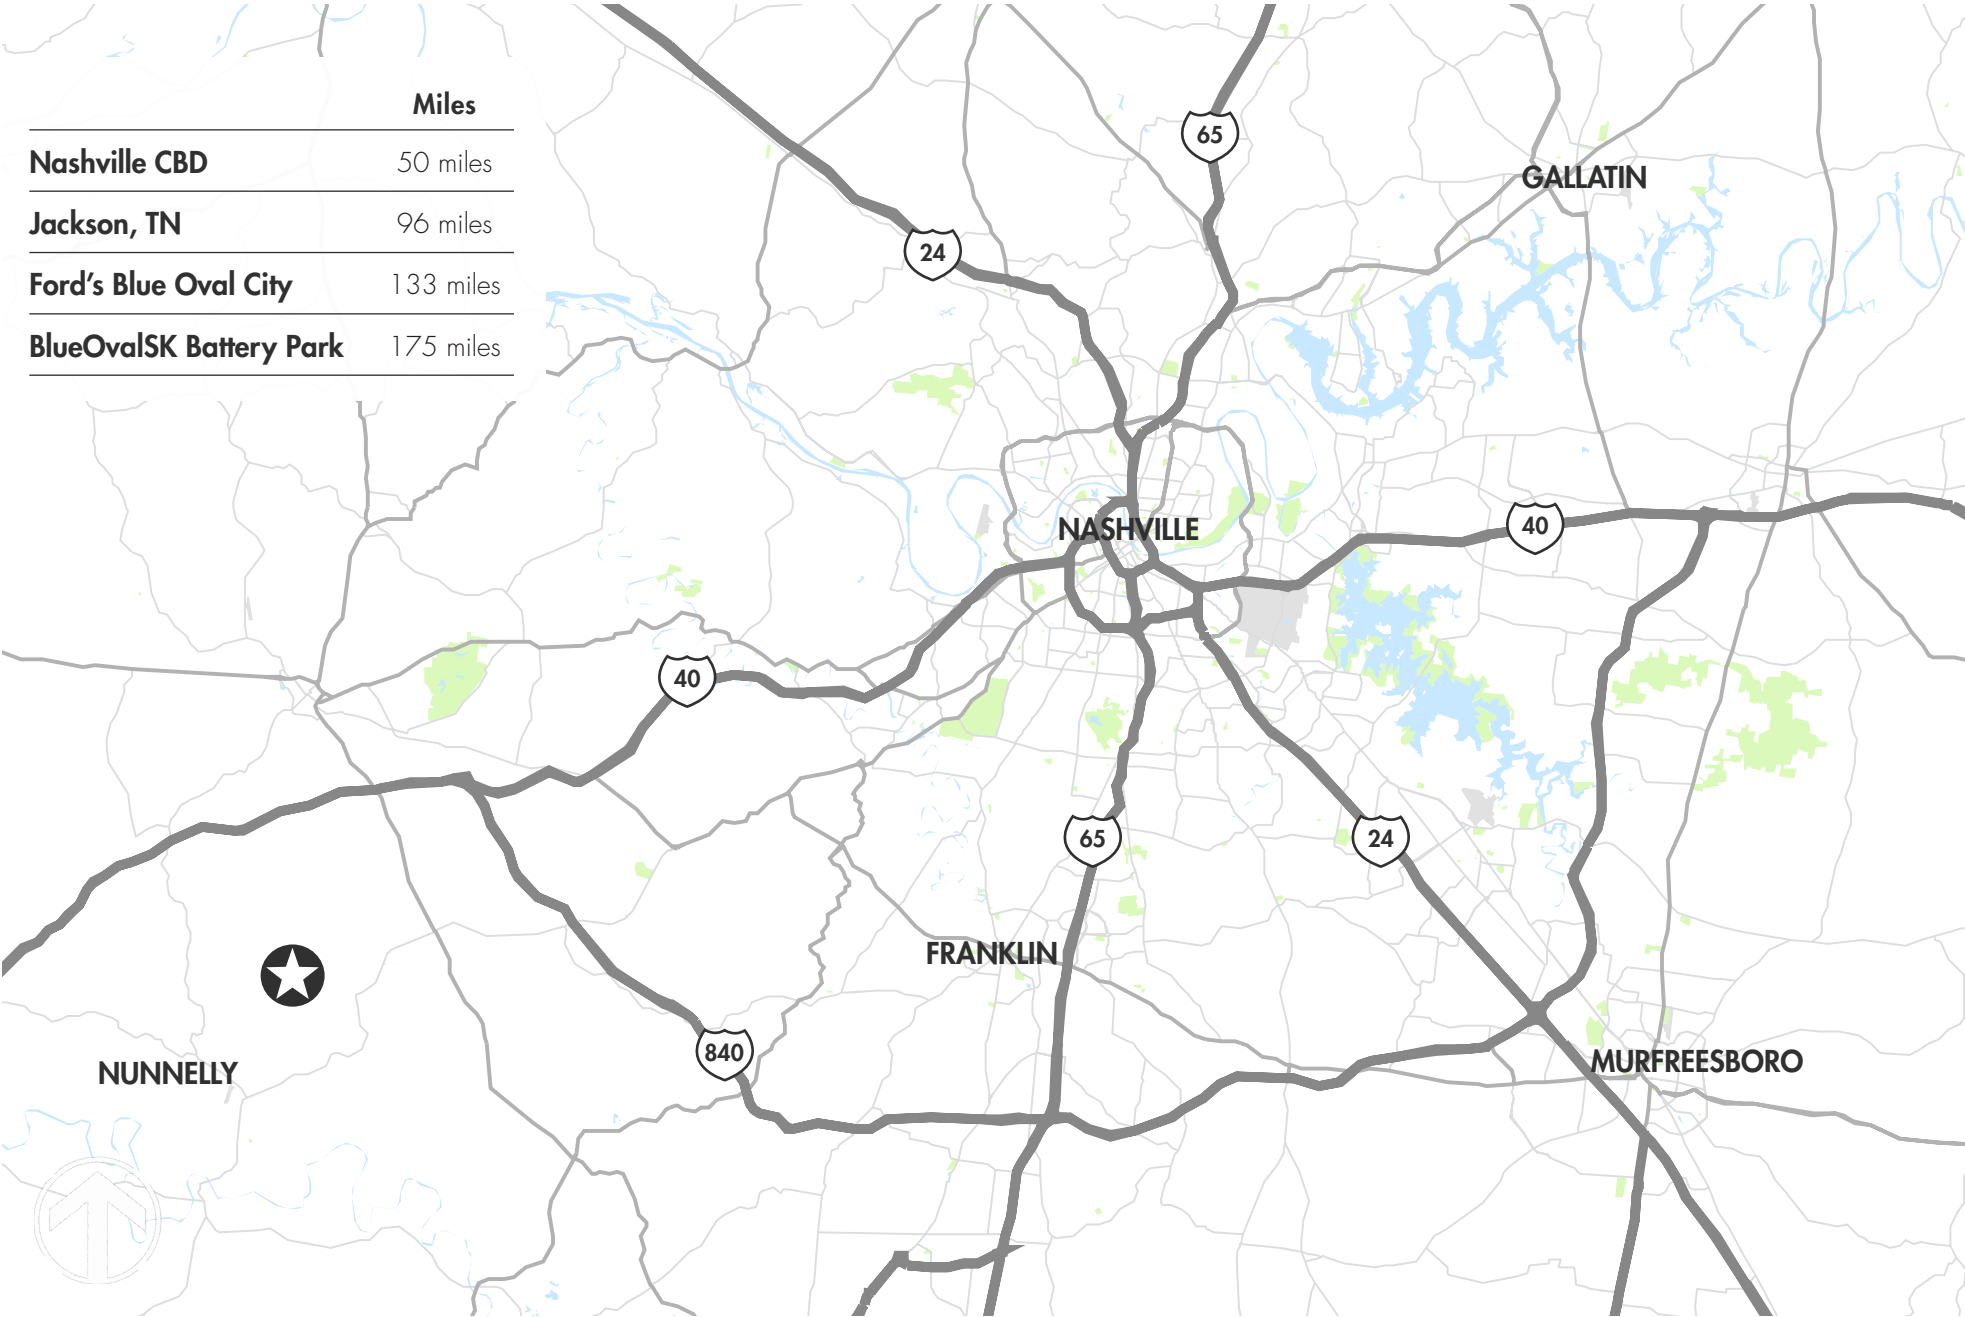 Miles
Nashville CBD 50 miles
Jackson, TN 96 miles
Ford's Blue Oval City 133 miles
BlueOvalSK Battery Park 175 miles
65
GALLATIN
24
NASHVILLE
40
40
65
24
FRANKLIN
840
MURFREESBORO
NUNNELLY